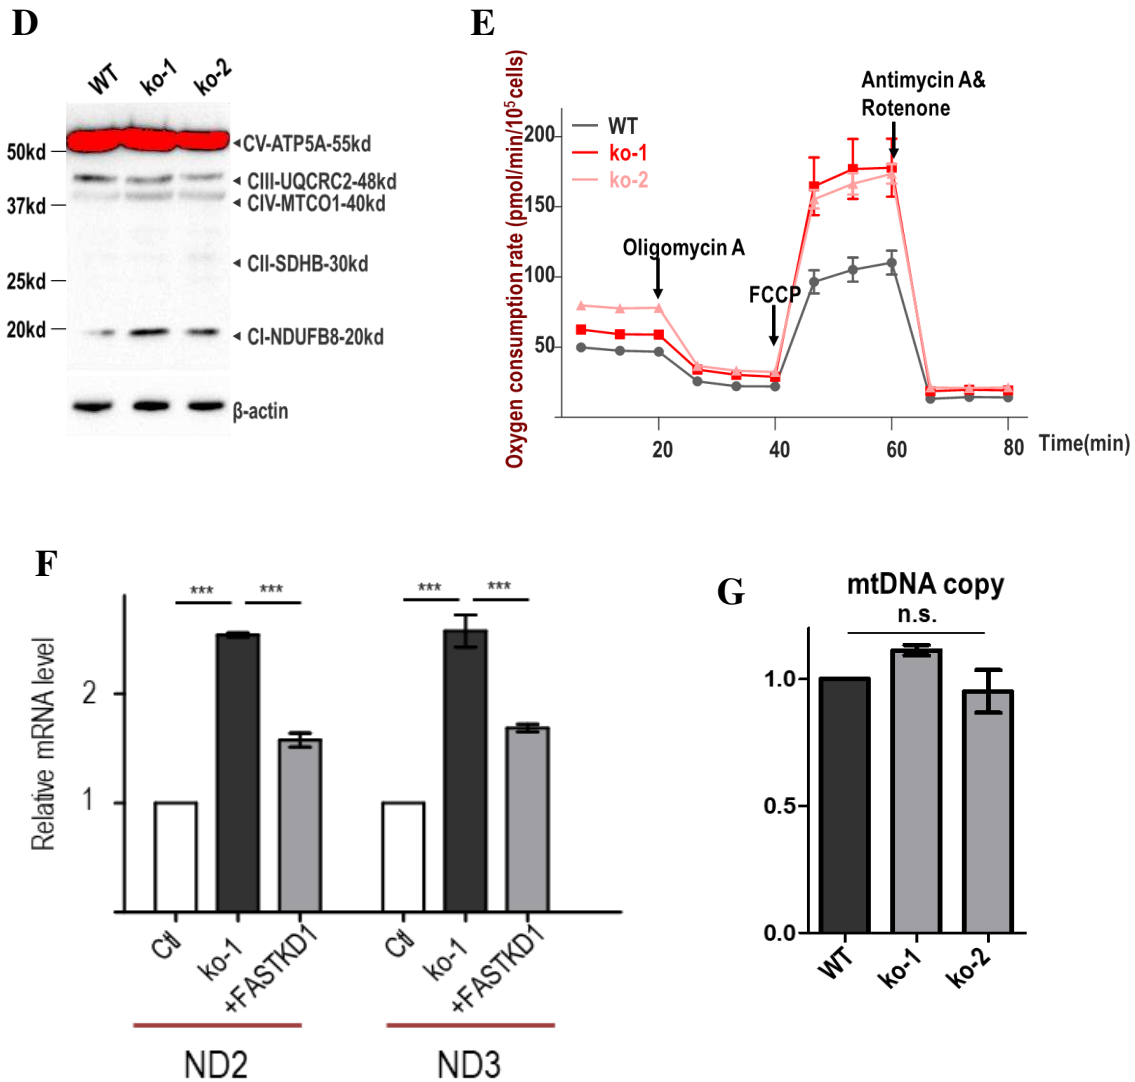 D
WT ko-1 ko-2
50kd
37kd
25kd
20kd
CV-ATP5A-55kd
CIII-UQCRC2-48kd
CIV-MTCO1-40kd
CII-SDHB-30kd
CI-NDUFB8-20kd
β-actin
E
Oxygen consumption rate (pmol/min/10⁵ cells)
200
150
100
50
WT
ko-1
ko-2
Oligomycin A
FCCP
Antimycin A&
Rotenone
20 40 60 80 Time(min)
F
Relative mRNA level
2
1
*** *** *** ***
Ctl ko-1 +FASTKD1 Ctl ko-1 +FASTKD1
ND2 ND3
G
mtDNA copy
n.s.
1.0
0.5
0.0
WT ko-1 ko-2